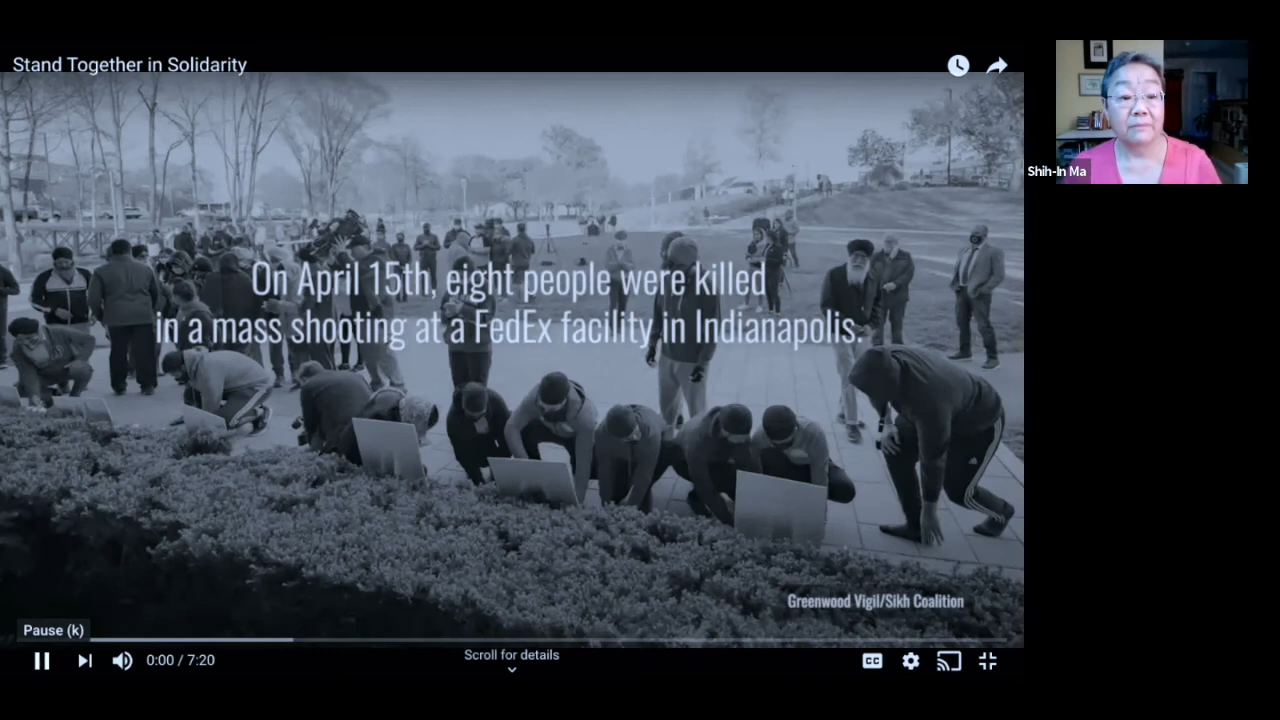 Stand Together in Solidarity
Shih-In Ma
On April 15th, eight people were killed
in a mass shooting at a FedEx facility in Indianapolis.
Greenwood Vigil/Sikh Coalition
Pause (k)
0:00 / 7:20
Scroll for details
CC